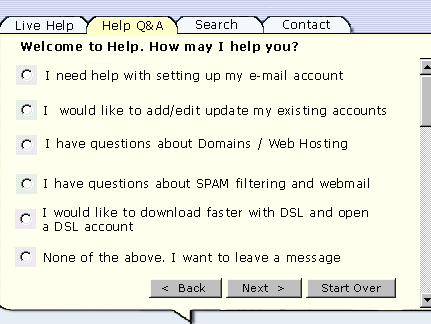 Live Help Help Q&A Search Contact
Welcome to Help. How may I help you?
I need help with setting up my e-mail account
I would like to add/edit update my existing accounts
I have questions about Domains / Web Hosting
I have questions about SPAM filtering and webmail
I would like to download faster with DSL and open
a DSL account
None of the above. I want to leave a message
< Back Next > Start Over